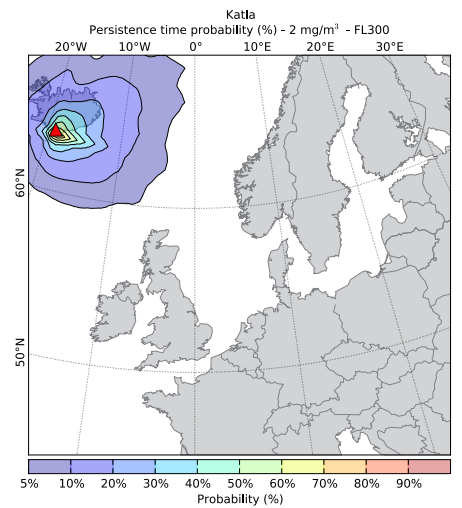 Katla
Persistence time probability (%) - 2 mg/m³ - FL300
20°W 10°W 0° 10°E 20°E 30°E
60°N
50°N
5% 10% 20% 30% 40% 50% 60% 70% 80% 90%
Probability (%)